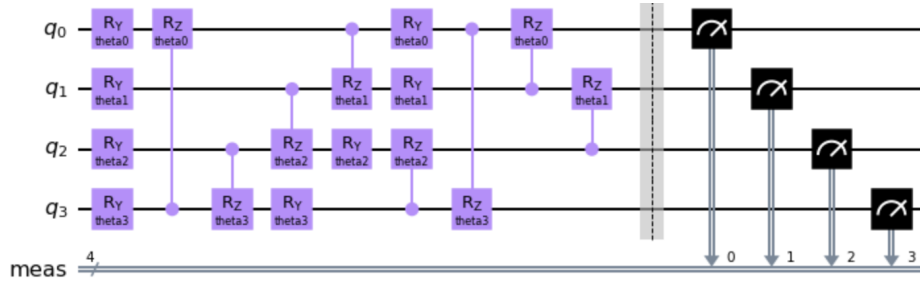 q0 RY theta0 RZ theta0 RY theta0 RZ theta0
q1 RY theta1 RZ theta1 RY theta1 RZ theta1
q2 RY theta2 RZ theta2 RY theta2 RZ theta2
q3 RY theta3 RZ theta3 RY theta3 RZ theta3
meas 4 0 1 2 3